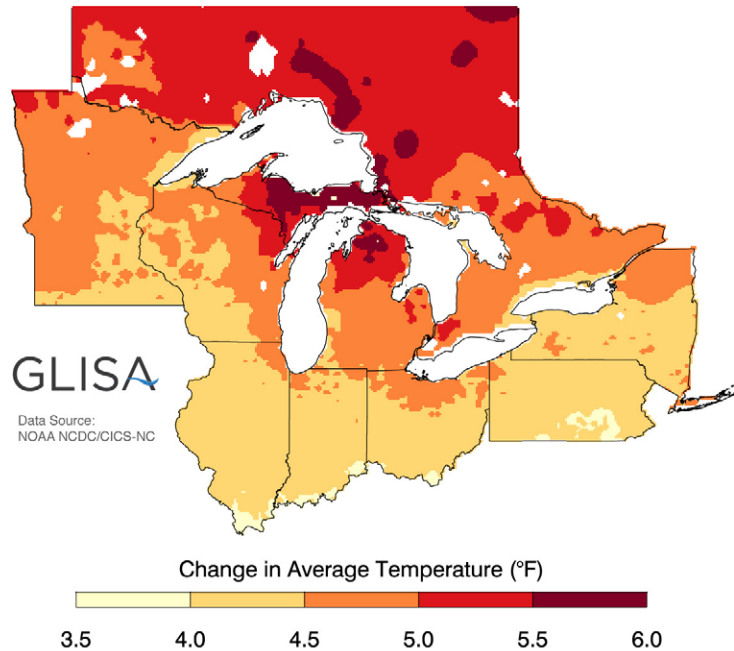 GLISA
Data Source:
NOAA NCDC/CICS-NC
Change in Average Temperature (°F)
3.5 4.0 4.5 5.0 5.5 6.0